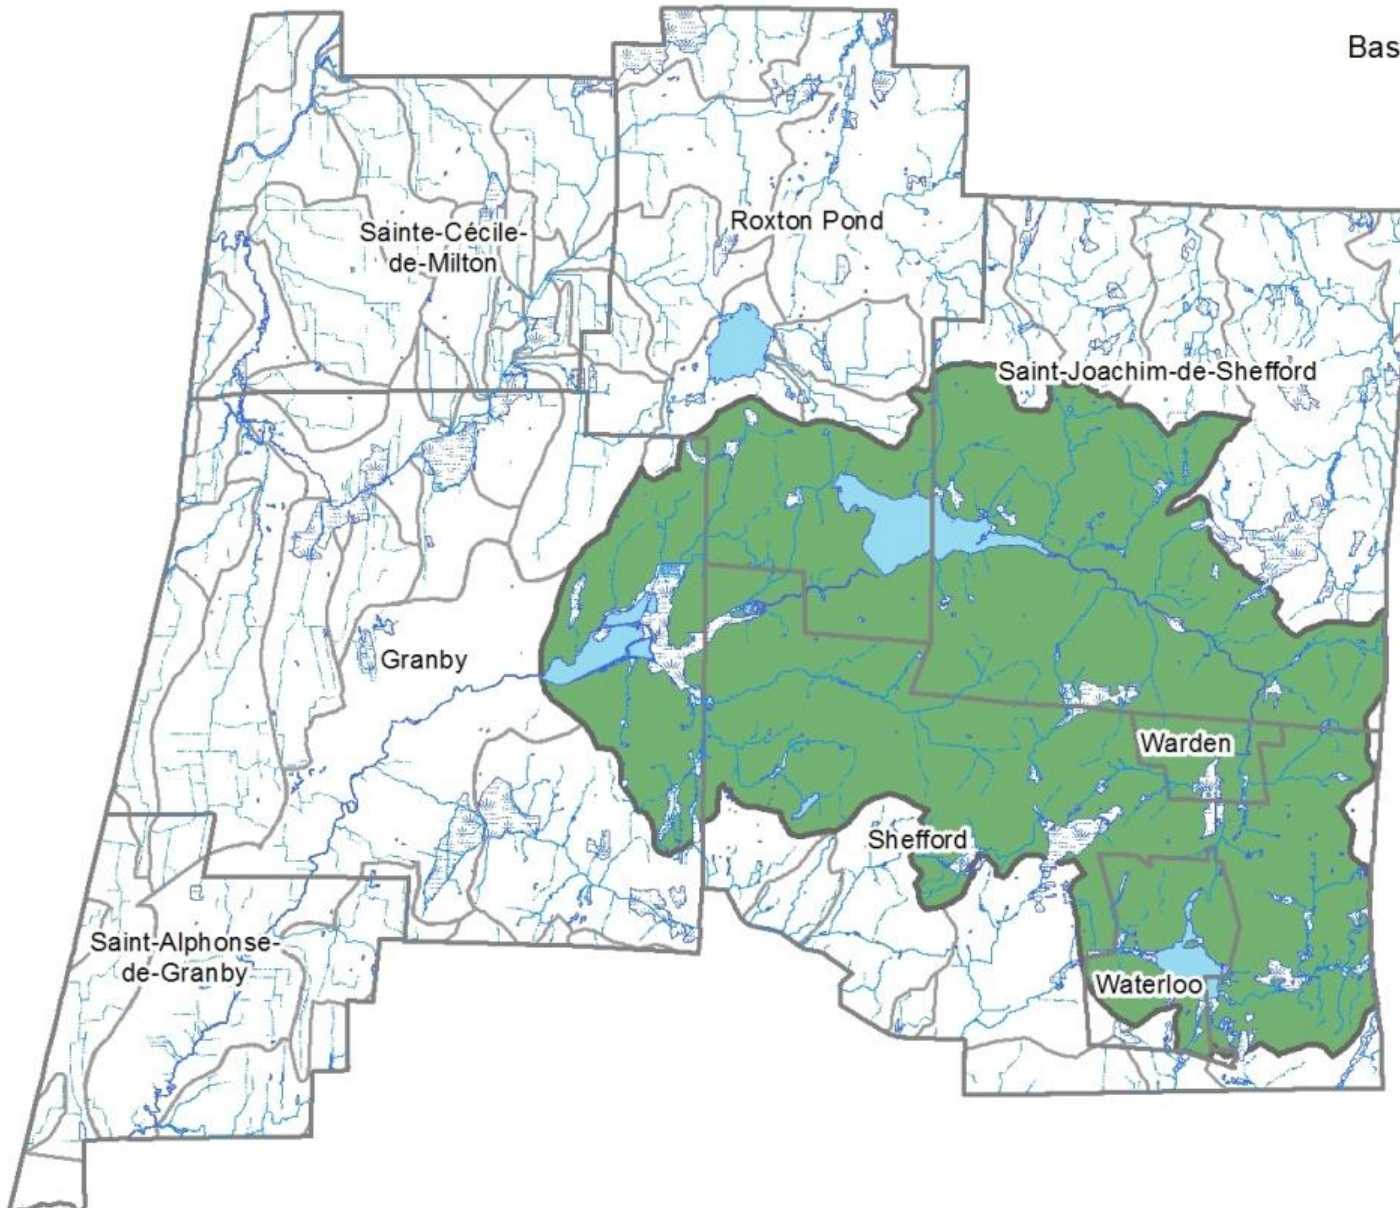 Bas
Roxton Pond
Sainte-Cécile-
de-Milton
Saint-Joachim-de-Shefford
Granby
Warden
Shefford
Saint-Alphonse-
de-Granby
Waterloo